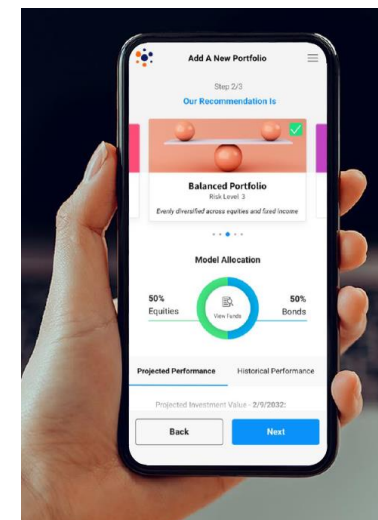 Add A New Portfolio
Step 2/3
Our Recommendation Is
Balanced Portfolio
Risk Level 3
Evenly diversified across equities and fixed income
Model Allocation
50%
Equities
View Funds
50%
Bonds
Projected Performance
Historical Performance
Projected Investment Value - 2/9/2032:
Back
Next